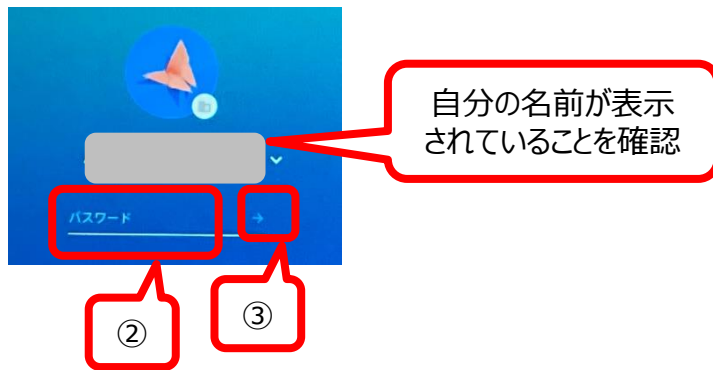 自分の名前が表示
されていることを確認
パスワード
→
②
③